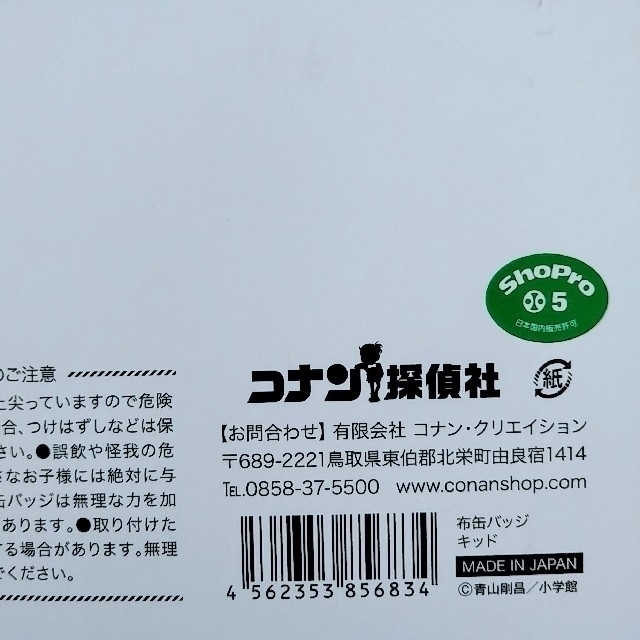 ShoPro
5
日本国内販売許可
のご注意
コナン探偵社
紙
尖っていますので危険
合、つけはずしなどは保
さい。●誤飲や怪我の危
さなお子様には絶対に与
缶バッジは無理な力を加
あります。●取り付けた
する場合があります。無理
でください。
【お問合わせ】有限会社 コナン・クリエイション
〒689-2221鳥取県東伯郡北栄町由良宿1414
TEL.0858-37-5500 www.conanshop.com
4 562353 856834
布缶バッジ
キッド
MADE IN JAPAN
©青山剛昌／小学館